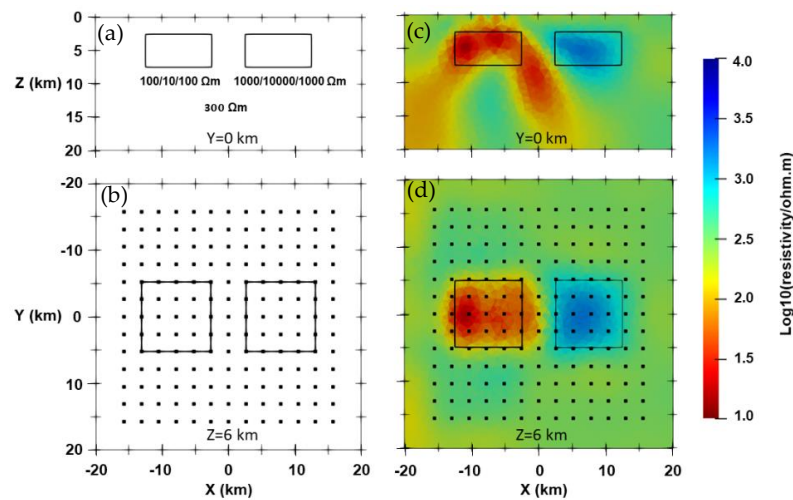 (a)
(c)
0
5
Z (km) 10
15
20
100/10/100 Ωm 1000/10000/1000 Ωm
300 Ωm
Y=0 km
Y=0 km
(b)
(d)
-20
-10
Y (km) 0
10
20
Z=6 km
Z=6 km
-20 -10 0 10 20
X (km)
-20 -10 0 10 20
X (km)
4.0
3.5
3.0
2.5
2.0
1.5
1.0
Log10(resistivity/ohm.m)